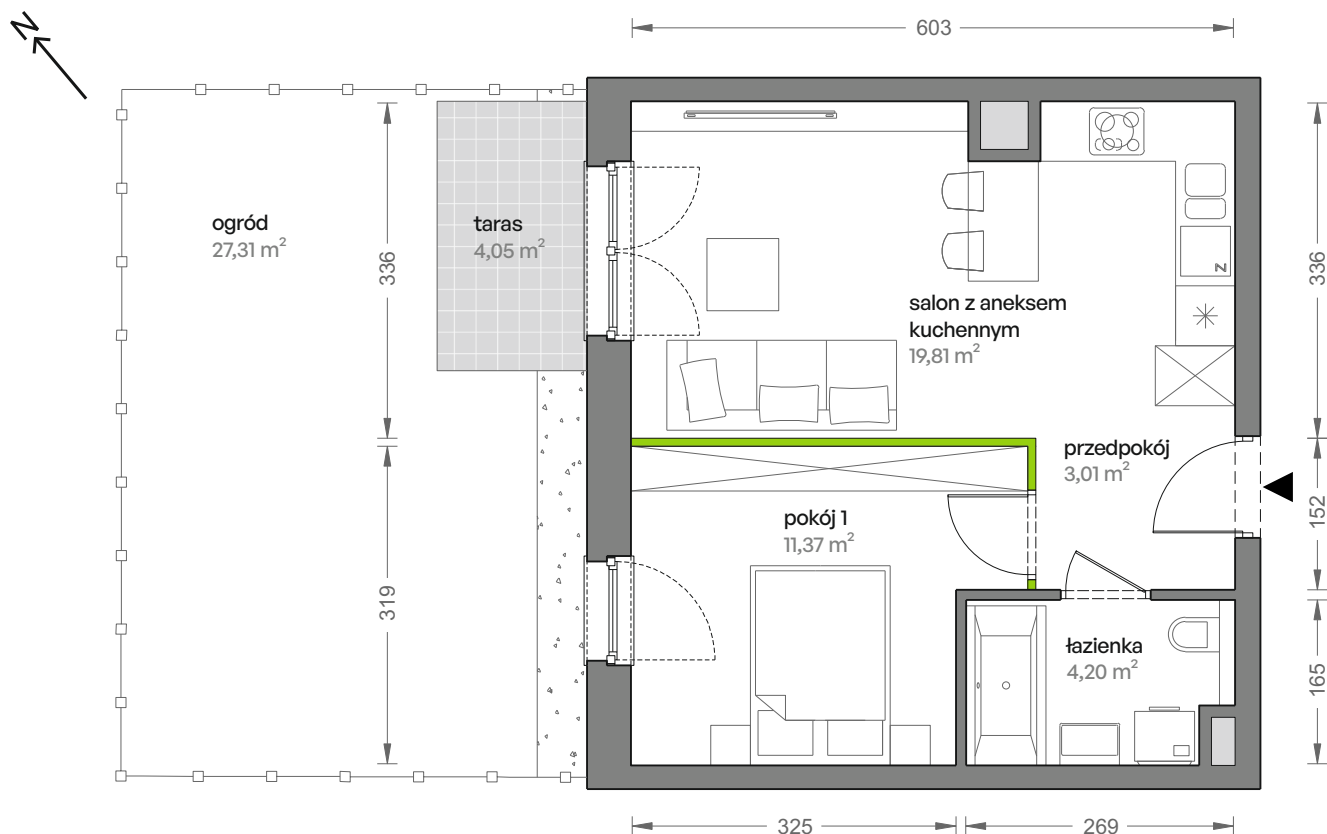 N
603
ogród
27,31 m²
taras
4,05 m²
336
336
salon z aneksem
kuchennym
19,81 m²
N
przedpokój
3,01 m²
pokój 1
11,37 m²
152
319
łazienka
4,20 m²
165
325
269